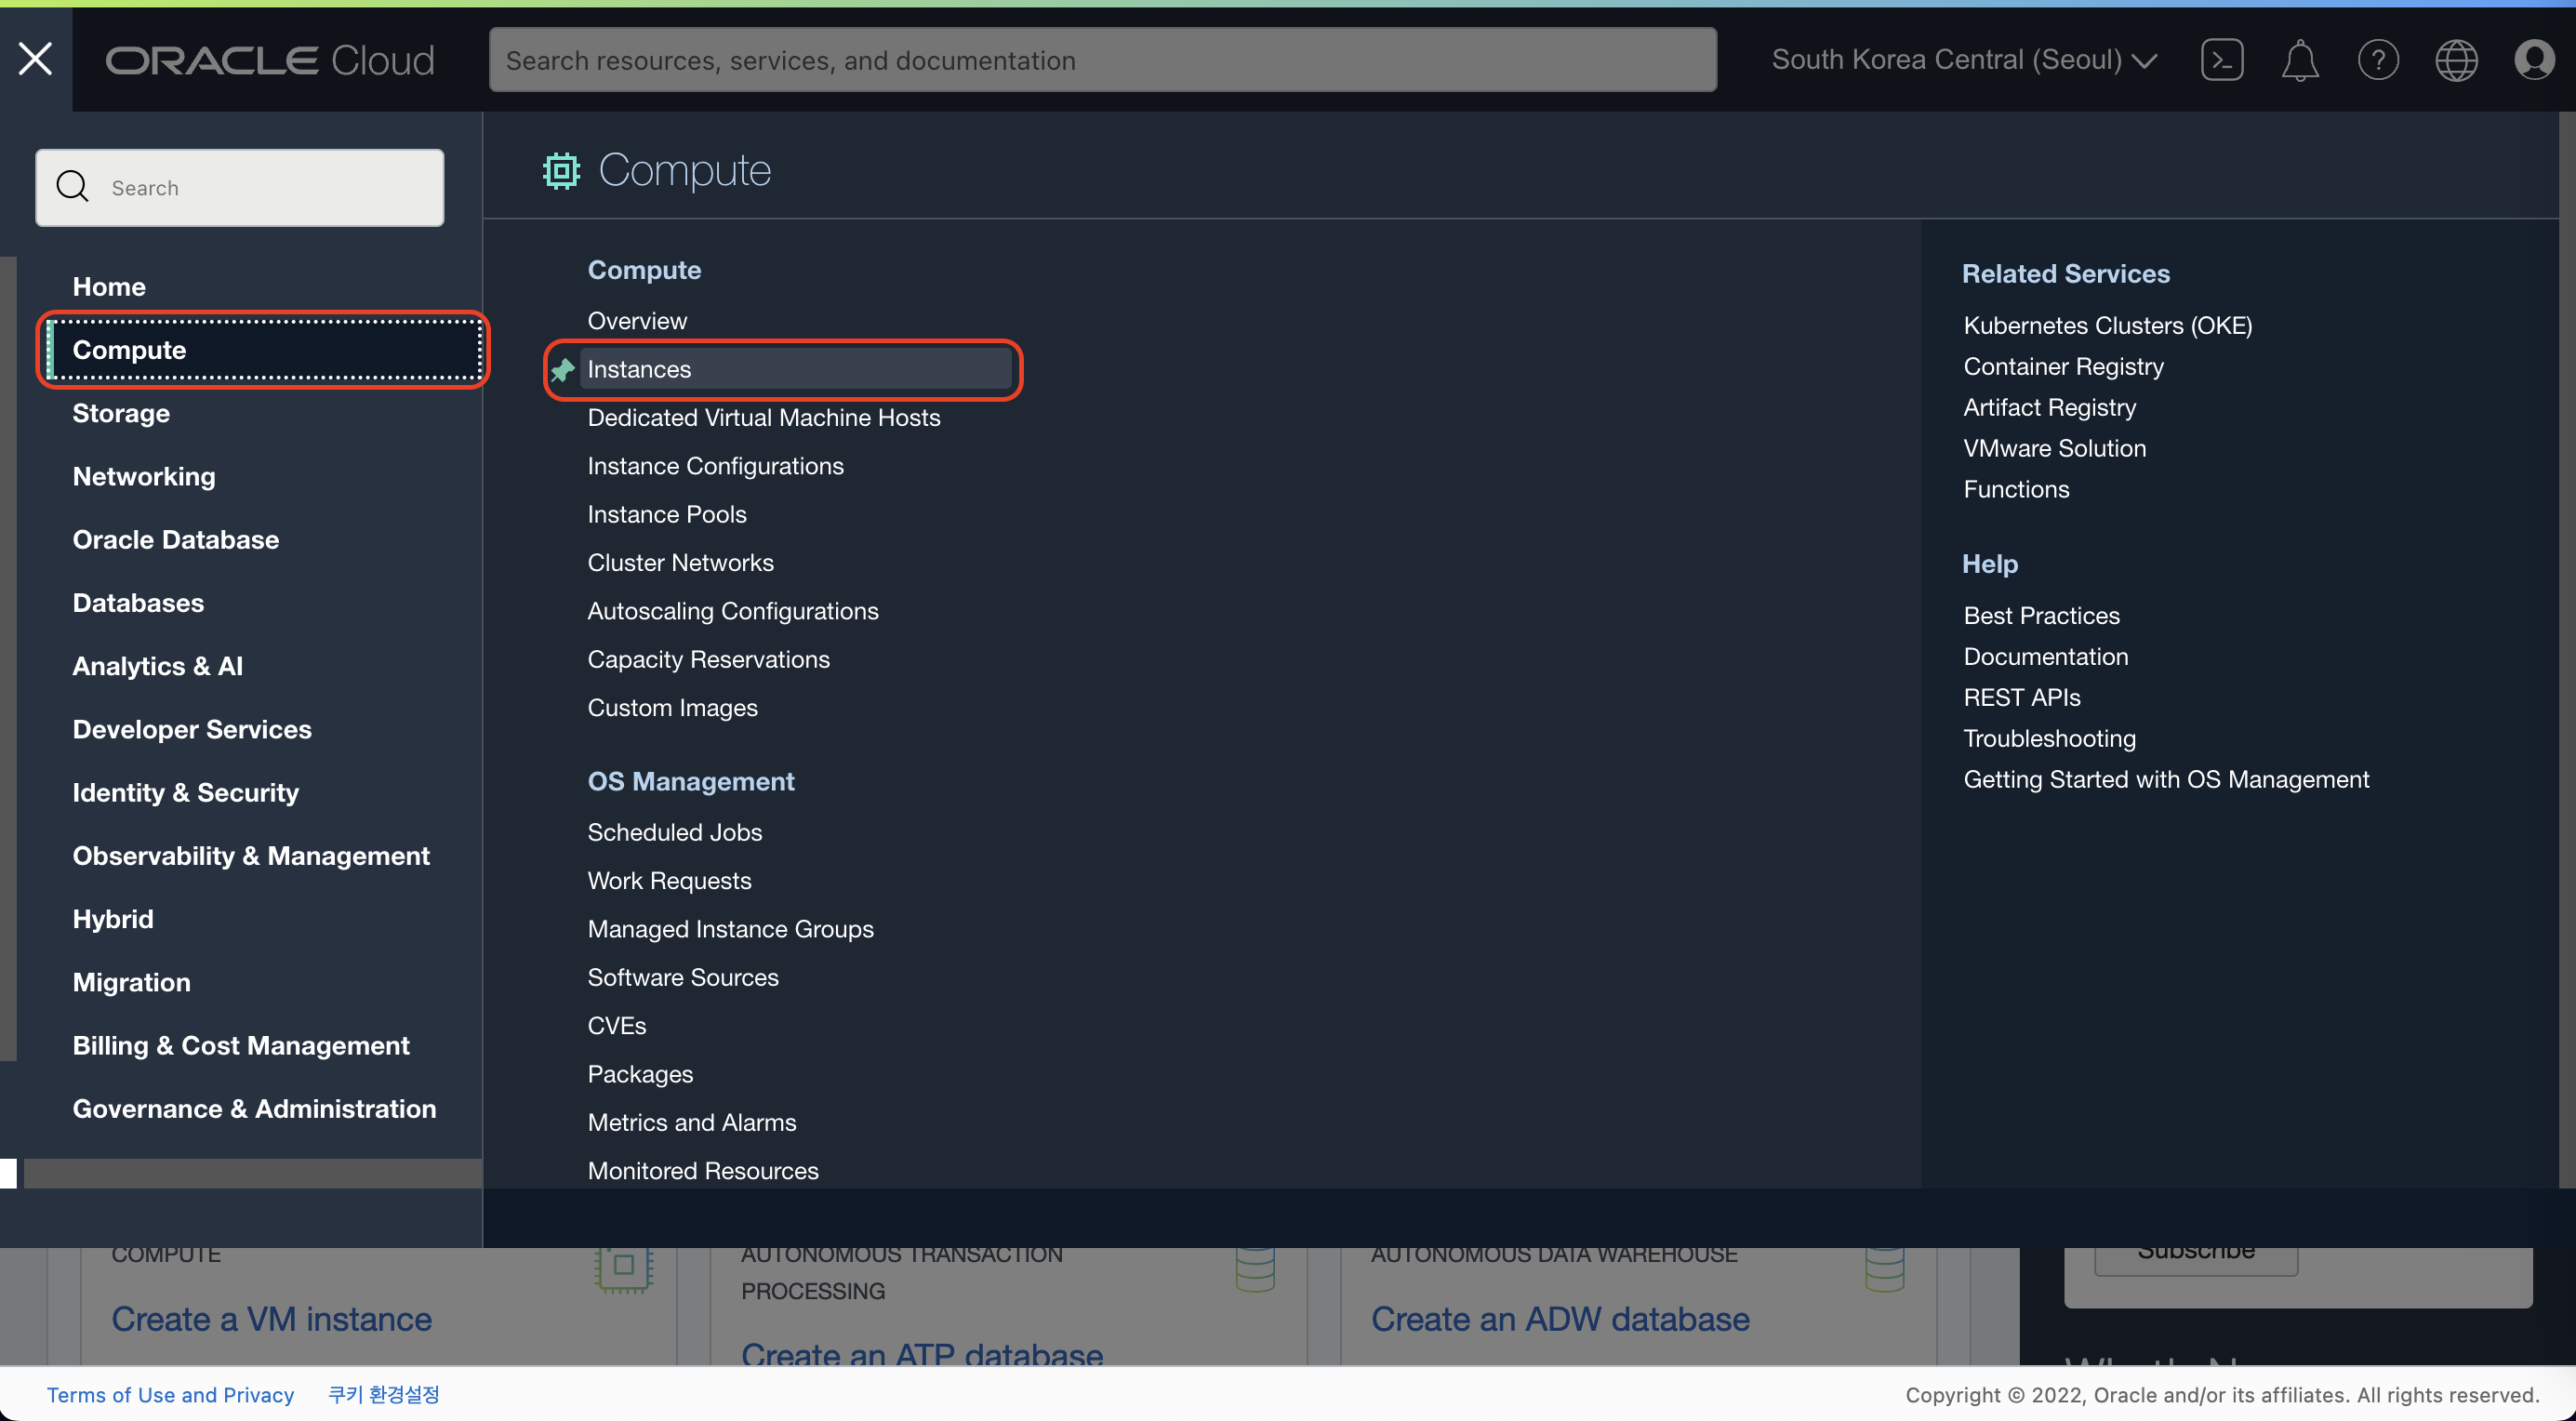 ORACLE Cloud
Search resources, services, and documentation
South Korea Central (Seoul)
Search
Home
Compute
Storage
Networking
Oracle Database
Databases
Analytics & AI
Developer Services
Identity & Security
Observability & Management
Hybrid
Migration
Billing & Cost Management
Governance & Administration
Compute
Compute
Overview
Instances
Dedicated Virtual Machine Hosts
Instance Configurations
Instance Pools
Cluster Networks
Autoscaling Configurations
Capacity Reservations
Custom Images
OS Management
Scheduled Jobs
Work Requests
Managed Instance Groups
Software Sources
CVEs
Packages
Metrics and Alarms
Monitored Resources
Related Services
Kubernetes Clusters (OKE)
Container Registry
Artifact Registry
VMware Solution
Functions
Help
Best Practices
Documentation
REST APIs
Troubleshooting
Getting Started with OS Management
COMPUTE
Create a VM instance
AUTONOMOUS TRANSACTION
PROCESSING
Create an ATP database
AUTONOMOUS DATA WAREHOUSE
Create an ADW database
Subscribe
What's
Terms of Use and Privacy
쿠키 환경설정
Copyright © 2022, Oracle and/or its affiliates. All rights reserved.